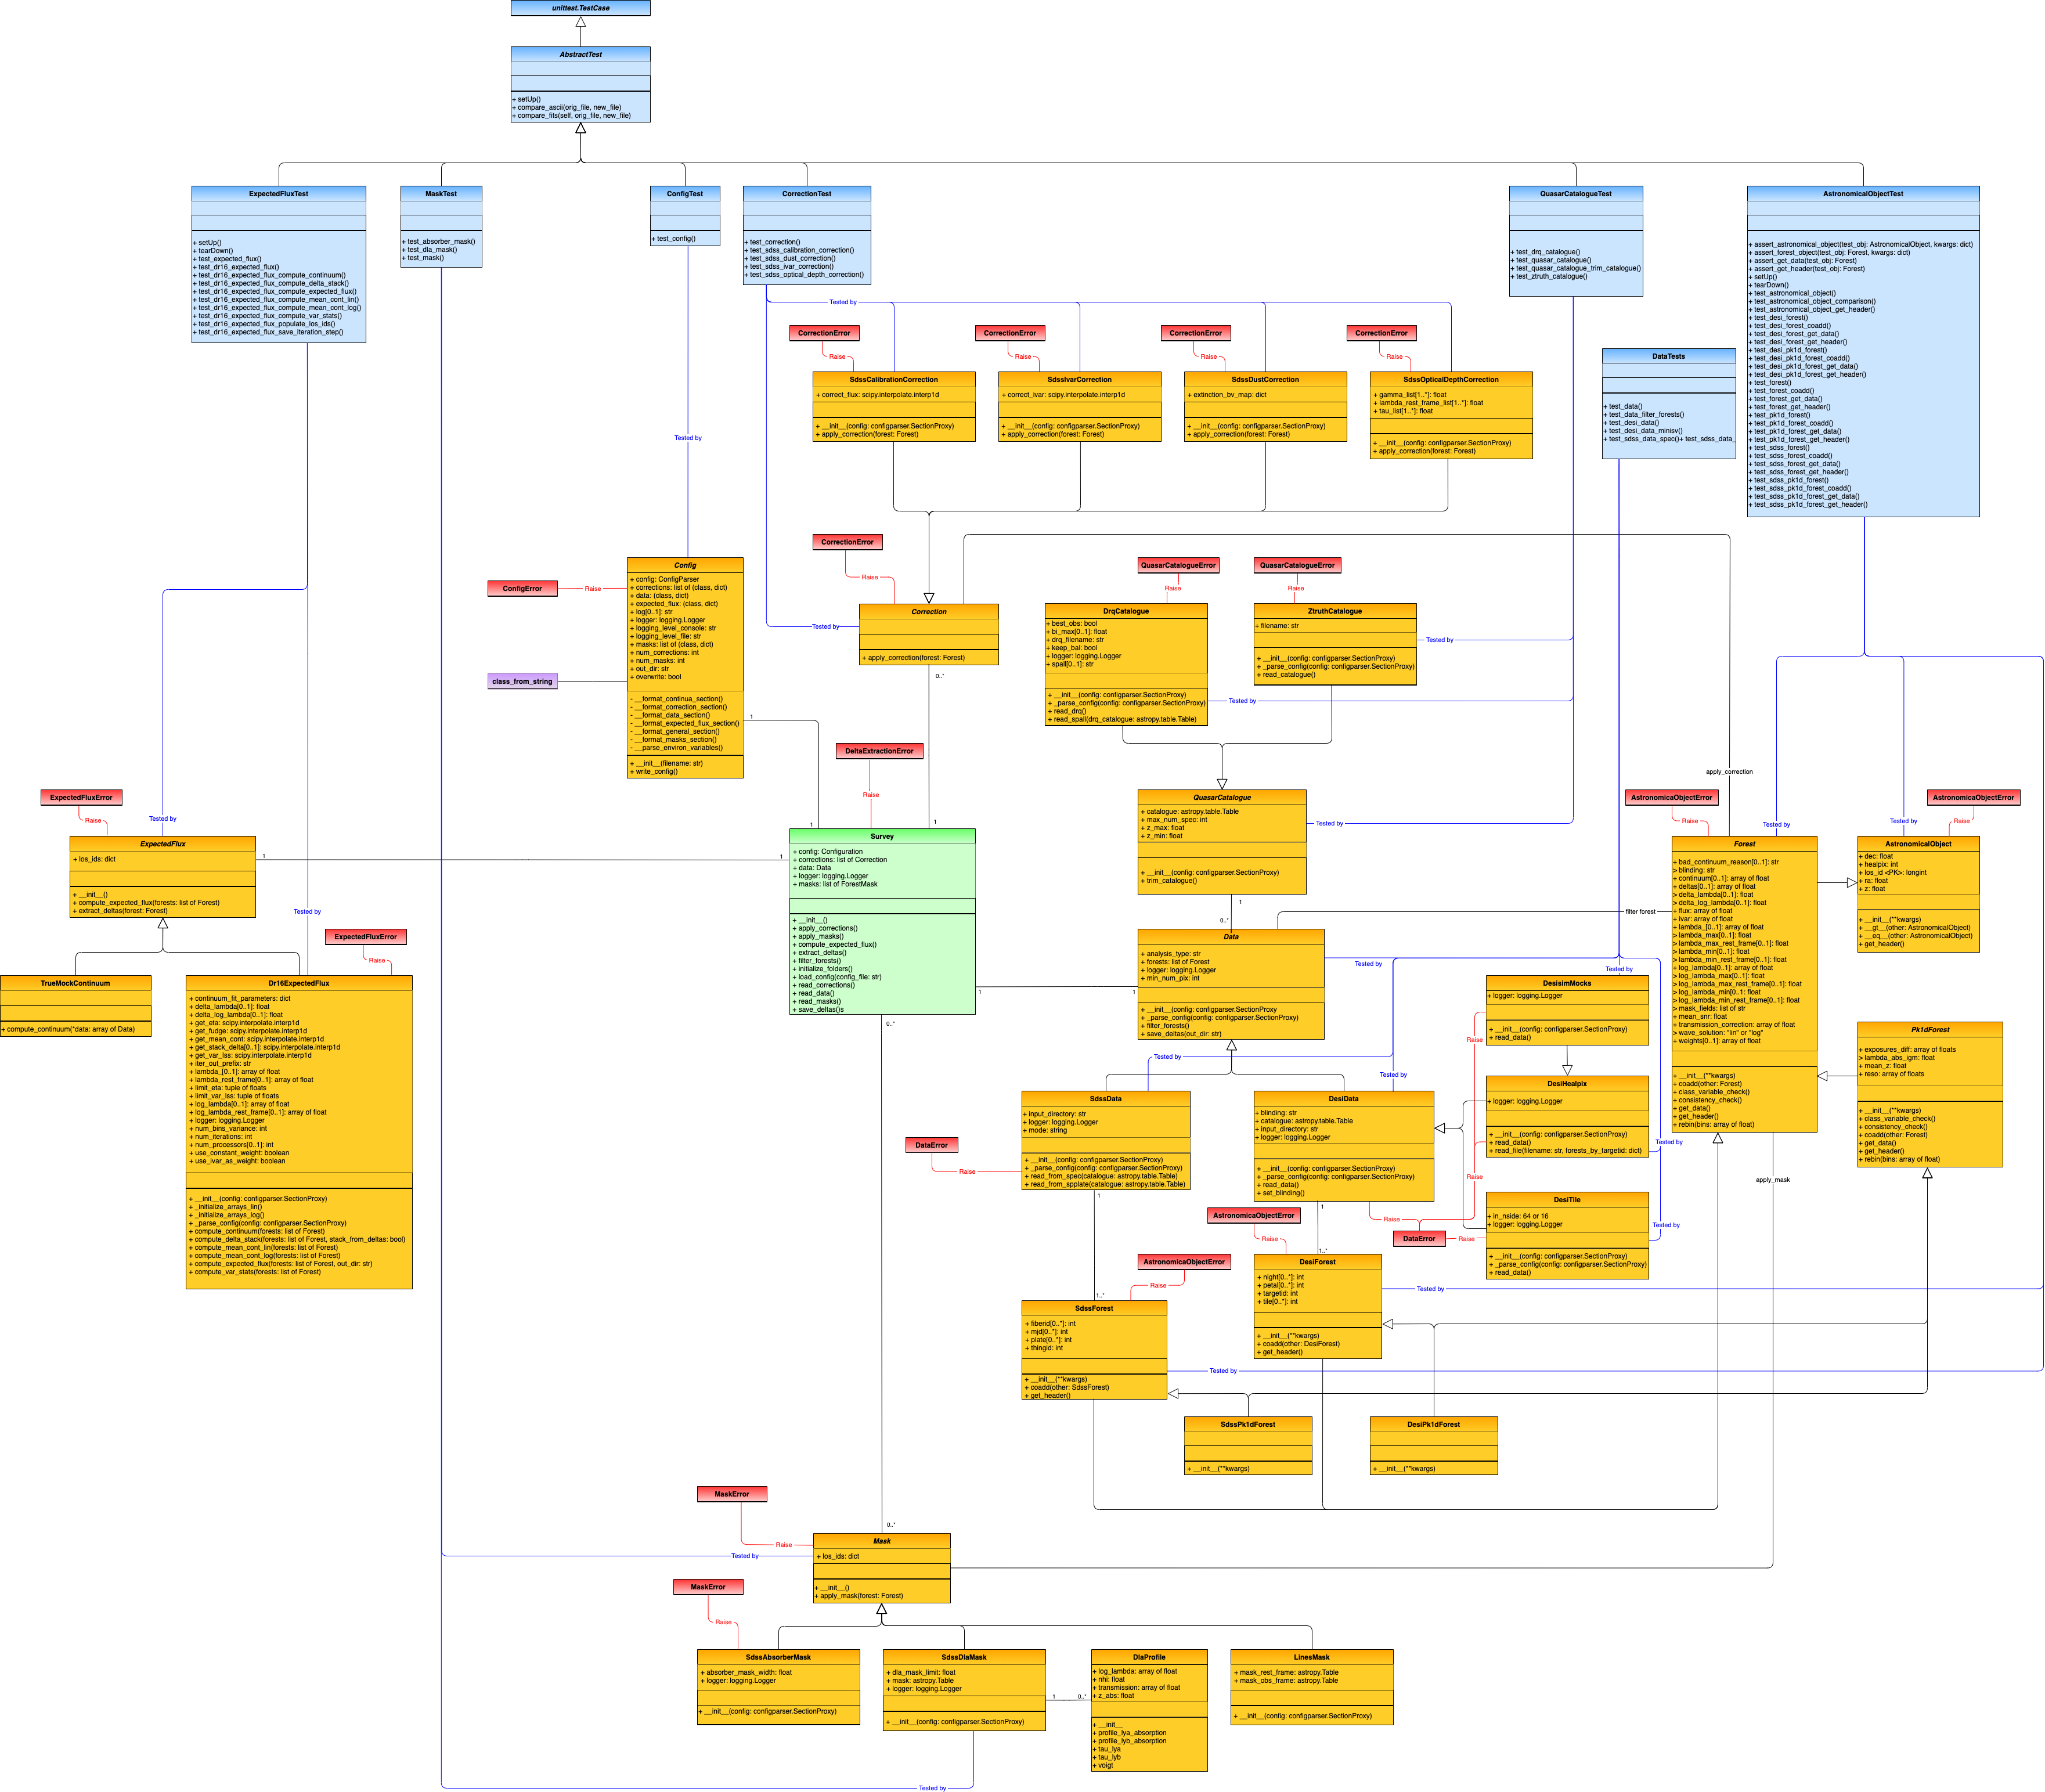 unittest.TestCase
AbstractTest
+ setUp()
+ compare_ascii(orig_file, new_file)
+ compare_fits(self, orig_file, new_file)
ExpectedFluxTest
+ setUp()
+ tearDown()
+ test_expected_flux()
+ test_dr16_expected_flux()
+ test_dr16_expected_flux_compute_continuum()
+ test_dr16_expected_flux_compute_delta_stack()
+ test_dr16_expected_flux_compute_expected_flux()
+ test_dr16_expected_flux_compute_mean_cont_lin()
+ test_dr16_expected_flux_compute_mean_cont_log()
+ test_dr16_expected_flux_compute_var_stats()
+ test_dr16_expected_flux_populate_los_ids()
+ test_dr16_expected_flux_save_iteration_step()
MaskTest
+ test_absorber_mask()
+ test_dla_mask()
+ test_mask()
ConfigTest
+ test_config()
CorrectionTest
+ test_correction()
+ test_sdss_calibration_correction()
+ test_sdss_dust_correction()
+ test_sdss_ivar_correction()
+ test_sdss_optical_depth_correction()
QuasarCatalogueTest
+ test_drq_catalogue()
+ test_quasar_catalogue()
+ test_quasar_catalogue_trim_catalogue()
+ test_ztruth_catalogue()
AstronomicalObjectTest
+ assert_astronomical_object(test_obj: AstronomicalObject, kwargs: dict)
+ assert_forest_object(test_obj: Forest, kwargs: dict)
+ assert_get_data(test_obj: Forest)
+ assert_get_header(test_obj: Forest)
+ setUp()
+ tearDown()
+ test_astronomical_object()
+ test_astronomical_object_comparison()
+ test_astronomical_object_get_header()
+ test_desi_forest()
+ test_desi_forest_coadd()
+ test_desi_forest_get_data()
+ test_desi_forest_get_header()
+ test_desi_pk1d_forest()
+ test_desi_pk1d_forest_coadd()
+ test_desi_pk1d_forest_get_data()
+ test_desi_pk1d_forest_get_header()
+ test_forest()
+ test_forest_coadd()
+ test_forest_get_data()
+ test_forest_get_header()
+ test_pk1d_forest()
+ test_pk1d_forest_coadd()
+ test_pk1d_forest_get_data()
+ test_pk1d_forest_get_header()
+ test_sdss_forest()
+ test_sdss_forest_coadd()
+ test_sdss_forest_get_data()
+ test_sdss_forest_get_header()
+ test_sdss_pk1d_forest()
+ test_sdss_pk1d_forest_coadd()
+ test_sdss_pk1d_forest_get_data()
+ test_sdss_pk1d_forest_get_header()
DataTests
+ test_data()
+ test_data_filter_forests()
+ test_desi_data()
+ test_desi_data_minisv()
+ test_sdss_data_spec()+ test_sdss_data_
Tested by
CorrectionError
Raise
CorrectionError
Raise
CorrectionError
Raise
CorrectionError
Raise
SdssCalibrationCorrection
+ correct_flux: scipy.interpolate.interp1d
+ __init__(config: configparser.SectionProxy)
+ apply_correction(forest: Forest)
SdssIvarCorrection
+ correct_ivar: scipy.interpolate.interp1d
+ __init__(config: configparser.SectionProxy)
+ apply_correction(forest: Forest)
SdssDustCorrection
+ extinction_bv_map: dict
+ __init__(config: configparser.SectionProxy)
+ apply_correction(forest: Forest)
SdssOpticalDepthCorrection
+ gamma_list[1..*]: float
+ lambda_rest_frame_list[1..*]: float
+ tau_list[1..*]: float
+ __init__(config: configparser.SectionProxy)
+ apply_correction(forest: Forest)
Tested by
CorrectionError
Raise
Correction
+ apply_correction(forest: Forest)
Tested by
0..*
1
ConfigError
Raise
class_from_string
Config
+ config: ConfigParser
+ corrections: list of (class, dict)
+ data: (class, dict)
+ expected_flux: (class, dict)
+ log[0..1]: str
+ logger: logging.Logger
+ logging_level_console: str
+ logging_level_file: str
+ masks: list of (class, dict)
+ num_corrections: int
+ num_masks: int
+ out_dir: str
+ overwrite: bool
- __format_continua_section()
- __format_correction_section()
- __format_data_section()
- __format_expected_flux_section()
- __format_general_section()
- __format_masks_section()
- __parse_environ_variables()
+ __init__(filename: str)
+ write_config()
1
1
QuasarCatalogueError
Raise
QuasarCatalogueError
Raise
DrqCatalogue
+ best_obs: bool
+ bi_max[0..1]: float
+ drq_filename: str
+ keep_bal: bool
+ logger: logging.Logger
+ spall[0..1]: str
+ __init__(config: configparser.SectionProxy)
+ _parse_config(config: configparser.SectionProxy)
+ read_drq()
+ read_spall(drq_catalogue: astropy.table.Table)
Tested by
ZtruthCatalogue
+ filename: str
+ __init__(config: configparser.SectionProxy)
+ _parse_config(config: configparser.SectionProxy)
+ read_catalogue()
Tested by
QuasarCatalogue
+ catalogue: astropy.table.Table
+ max_num_spec: int
+ z_max: float
+ z_min: float
+ __init__(config: configparser.SectionProxy)
+ trim_catalogue()
Tested by
1
0..*
DeltaExtractionError
Raise
Survey
+ config: Configuration
+ corrections: list of Correction
+ data: Data
+ logger: logging.Logger
+ masks: list of ForestMask
+ __init__()
+ apply_corrections()
+ apply_masks()
+ compute_expected_flux()
+ extract_deltas()
+ filter_forests()
+ initialize_folders()
+ load_config(config_file: str)
+ read_corrections()
+ read_data()
+ read_masks()
+ save_deltas()s
0..*
1
1
1
1
ExpectedFluxError
Raise
Tested by
ExpectedFlux
+ los_ids: dict
+ __init__()
+ compute_expected_flux(forests: list of Forest)
+ extract_deltas(forest: Forest)
Tested by
ExpectedFluxError
Raise
TrueMockContinuum
+ compute_continuum(*data: array of Data)
Dr16ExpectedFlux
+ continuum_fit_parameters: dict
+ delta_lambda[0..1]: float
+ delta_log_lambda[0..1]: float
+ get_eta: scipy.interpolate.interp1d
+ get_fudge: scipy.interpolate.interp1d
+ get_mean_cont: scipy.interpolate.interp1d
+ get_stack_delta[0..1]: scipy.interpolate.interp1d
+ get_var_lss: scipy.interpolate.interp1d
+ iter_out_prefix: str
+ lambda_[0..1]: array of float
+ lambda_rest_frame[0..1]: array of float
+ limit_eta: tuple of floats
+ limit_var_lss: tuple of floats
+ log_lambda[0..1]: array of float
+ log_lambda_rest_frame[0..1]: array of float
+ logger: logging.Logger
+ num_bins_variance: int
+ num_iterations: int
+ num_processors[0..1]: int
+ use_constant_weight: boolean
+ use_ivar_as_weight: boolean
+ __init__(config: configparser.SectionProxy)
+ _initialize_arrays_lin()
+ _initialize_arrays_log()
+ _parse_config(config: configparser.SectionProxy)
+ compute_continuum(forests: list of Forest)
+ compute_delta_stack(forests: list of Forest, stack_from_deltas: bool)
+ compute_mean_cont_lin(forests: list of Forest)
+ compute_mean_cont_log(forests: list of Forest)
+ compute_expected_flux(forests: list of Forest, out_dir: str)
+ compute_var_stats(forests: list of Forest)
Data
+ analysis_type: str
+ forests: list of Forest
+ logger: logging.Logger
+ min_num_pix: int
+ __init__(config: configparser.SectionProxy
+ _parse_config(config: configparser.SectionProxy)
+ filter_forests()
+ save_deltas(out_dir: str)
filter forest
apply_correction
Tested by
Tested by
Tested by
Tested by
AstronomicaObjectError
Raise
Tested by
Tested by
AstronomicaObjectError
Raise
Forest
+ bad_continuum_reason[0..1]: str
> blinding: str
+ continuum[0..1]: array of float
+ deltas[0..1]: array of float
> delta_lambda[0..1]: float
> delta_log_lambda[0..1]: float
+ flux: array of float
+ ivar: array of float
+ lambda_[0..1]: array of float
> lambda_max[0..1]: float
> lambda_max_rest_frame[0..1]: float
> lambda_min[0..1]: float
> lambda_min_rest_frame[0..1]: float
+ log_lambda[0..1]: array of float
> log_lambda_max[0..1]: float
> log_lambda_max_rest_frame[0..1]: float
> log_lambda_min[0..1: float
> log_lambda_min_rest_frame[0..1]: float
> mask_fields: list of str
+ mean_snr: float
+ transmission_correction: array of float
> wave_solution: "lin" or "log"
+ weights[0..1]: array of float
+ __init__(**kwargs)
+ coadd(other: Forest)
+ class_variable_check()
+ consistency_check()
+ get_data()
+ get_header()
+ rebin(bins: array of float)
AstronomicalObject
+ dec: float
+ healpix: int
+ los_id <PK>: longint
+ ra: float
+ z: float
+ __init__(**kwargs)
+ __gt__(other: AstronomicalObject)
+ __eq__(other: AstronomicalObject)
+ get_header()
Pk1dForest
+ exposures_diff: array of floats
> lambda_abs_igm: float
+ mean_z: float
+ reso: array of floats
+ __init__(**kwargs)
+ class_variable_check()
+ consistency_check()
+ coadd(other: Forest)
+ get_data()
+ get_header()
+ rebin(bins: array of float)
DesisimMocks
+ logger: logging.Logger
+ __init__(config: configparser.SectionProxy)
+ read_data()
Raise
DesiHealpix
+ logger: logging.Logger
+ __init__(config: configparser.SectionProxy)
+ read_data()
+ read_file(filename: str, forests_by_targetid: dict)
Tested by
Raise
DesiTile
+ in_nside: 64 or 16
+ logger: logging.Logger
+ __init__(config: configparser.SectionProxy)
+ _parse_config(config: configparser.SectionProxy)
+ read_data()
Tested by
SdssData
+ input_directory: str
+ logger: logging.Logger
+ mode: string
+ __init__(config: configparser.SectionProxy)
+ _parse_config(config: configparser.SectionProxy)
+ read_from_spec(catalogue: astropy.table.Table)
+ read_from_spplate(catalogue: astropy.table.Table)
DataError
Raise
DesiData
+ blinding: str
+ catalogue: astropy.table.Table
+ input_directory: str
+ logger: logging.Logger
+ __init__(config: configparser.SectionProxy)
+ _parse_config(config: configparser.SectionProxy)
+ read_data()
+ set_blinding()
Raise
DataError
Raise
1
1..*
1
1..*
AstronomicaObjectError
Raise
AstronomicaObjectError
Raise
DesiForest
+ night[0..*]: int
+ petal[0..*]: int
+ targetid: int
+ tile[0..*]: int
+ __init__(**kwargs)
+ coadd(other: DesiForest)
+ get_header()
Tested by
SdssForest
+ fiberid[0..*]: int
+ mjd[0..*]: int
+ plate[0..*]: int
+ thingid: int
+ __init__(**kwargs)
+ coadd(other: SdssForest)
+ get_header()
Tested by
SdssPk1dForest
+ __init__(**kwargs)
DesiPk1dForest
+ __init__(**kwargs)
apply_mask
0..*
MaskError
Raise
Tested by
Mask
+ los_ids: dict
+ __init__()
+ apply_mask(forest: Forest)
MaskError
Raise
SdssAbsorberMask
+ absorber_mask_width: float
+ logger: logging.Logger
+ __init__(config: configparser.SectionProxy)
SdssDlaMask
+ dla_mask_limit: float
+ mask: astropy.Table
+ logger: logging.Logger
+ __init__(config: configparser.SectionProxy)
1
0..*
DlaProfile
+ log_lambda: array of float
+ nhi: float
+ transmission: array of float
+ z_abs: float
+ __init__
+ profile_lya_absorption
+ profile_lyb_absorption
+ tau_lya
+ tau_lyb
+ voigt
LinesMask
+ mask_rest_frame: astropy.Table
+ mask_obs_frame: astropy.Table
+ __init__(config: configparser.SectionProxy)
Tested by